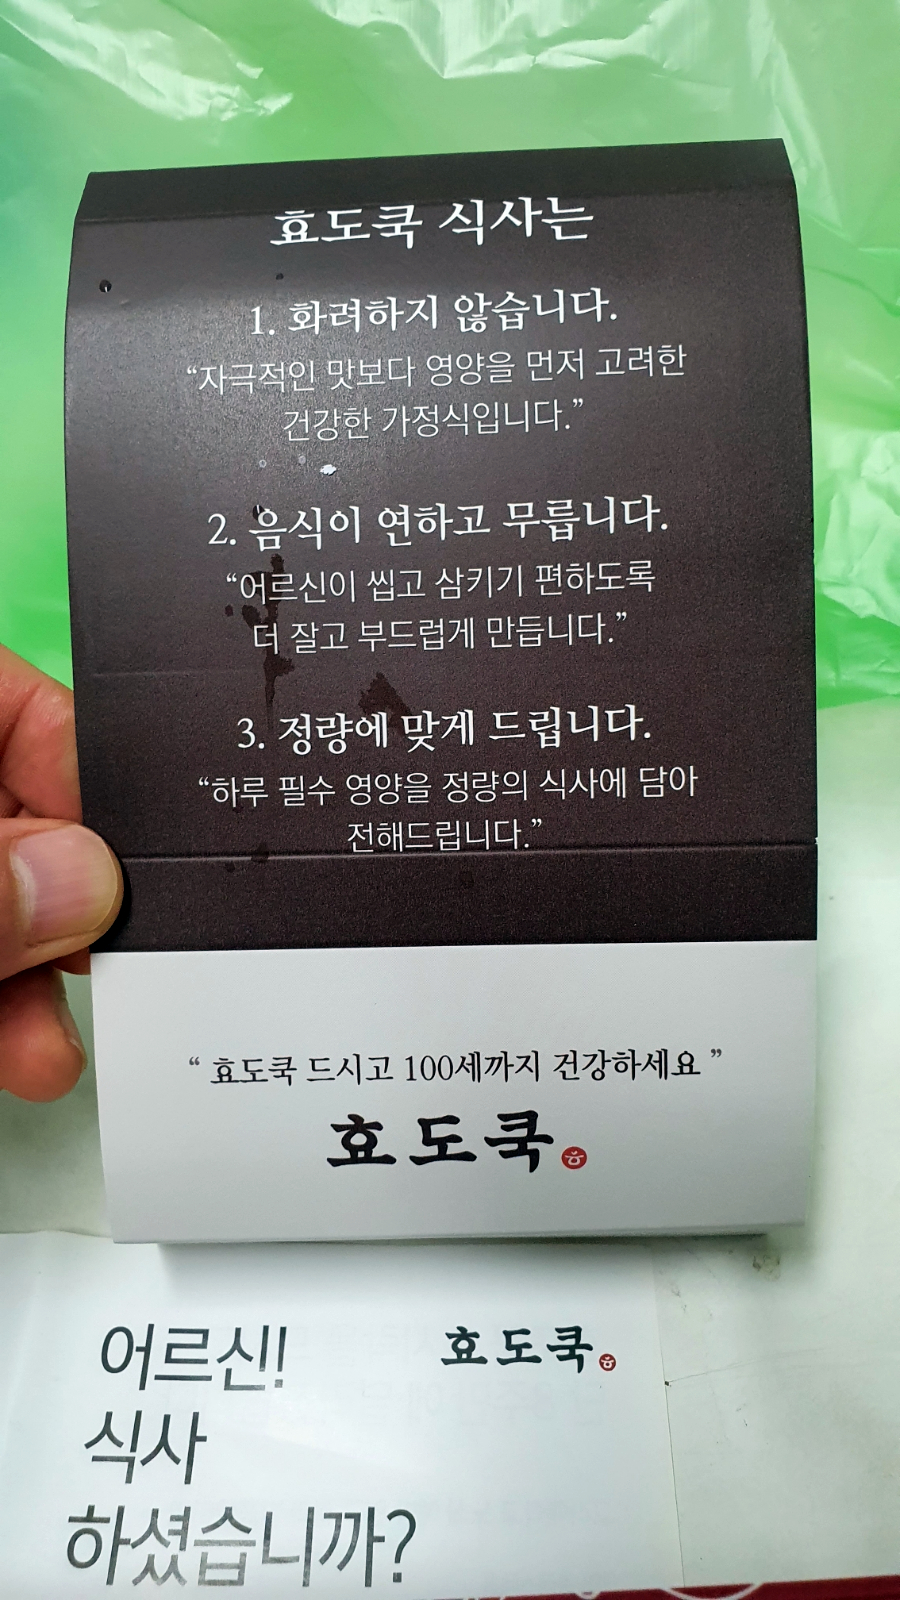 효도쿡 식사는
1. 화려하지 않습니다.
“자극적인 맛보다 영양을 먼저 고려한
건강한 가정식입니다.”
2. 음식이 연하고 무릅니다.
“어르신이 씹고 삼키기 편하도록
더 잘고 부드럽게 만듭니다.”
3. 정량에 맞게 드립니다.
“하루 필수 영양을 정량의 식사에 담아
전해드립니다.”
“ 효도쿡 드시고 100세까지 건강하세요 ”
효도쿡
어르신!
효도쿡
식사
하셨습니까?